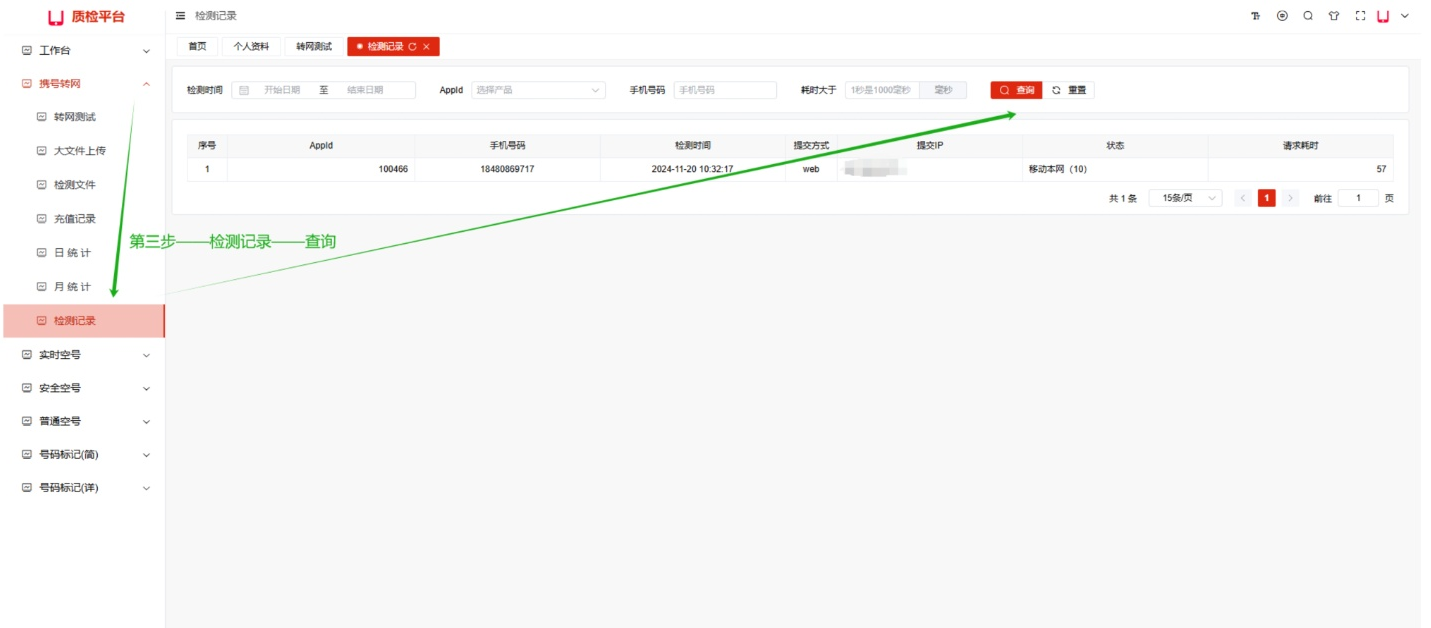 质检平台
检测记录
首页 个人资料 转网测试 检测记录
工作台
携号转网
转网测试
大文件上传
检测文件
充值记录
日 统 计
月 统 计
检测记录
实时空号
安全空号
普通空号
号码标记(简)
号码标记(详)
检测时间 开始日期 至 结束日期 AppId 选择产品 手机号码 手机号码 耗时大于 1秒是1000毫秒 毫秒 查询 重置
序号 AppId 手机号码 检测时间 提交方式 提交IP 状态 请求耗时
1 100466 18480869717 2024-11-20 10:32:17 web 移动本网（10） 57
共 1 条 15条/页 1 前往 1 页
第三步——检测记录——查询